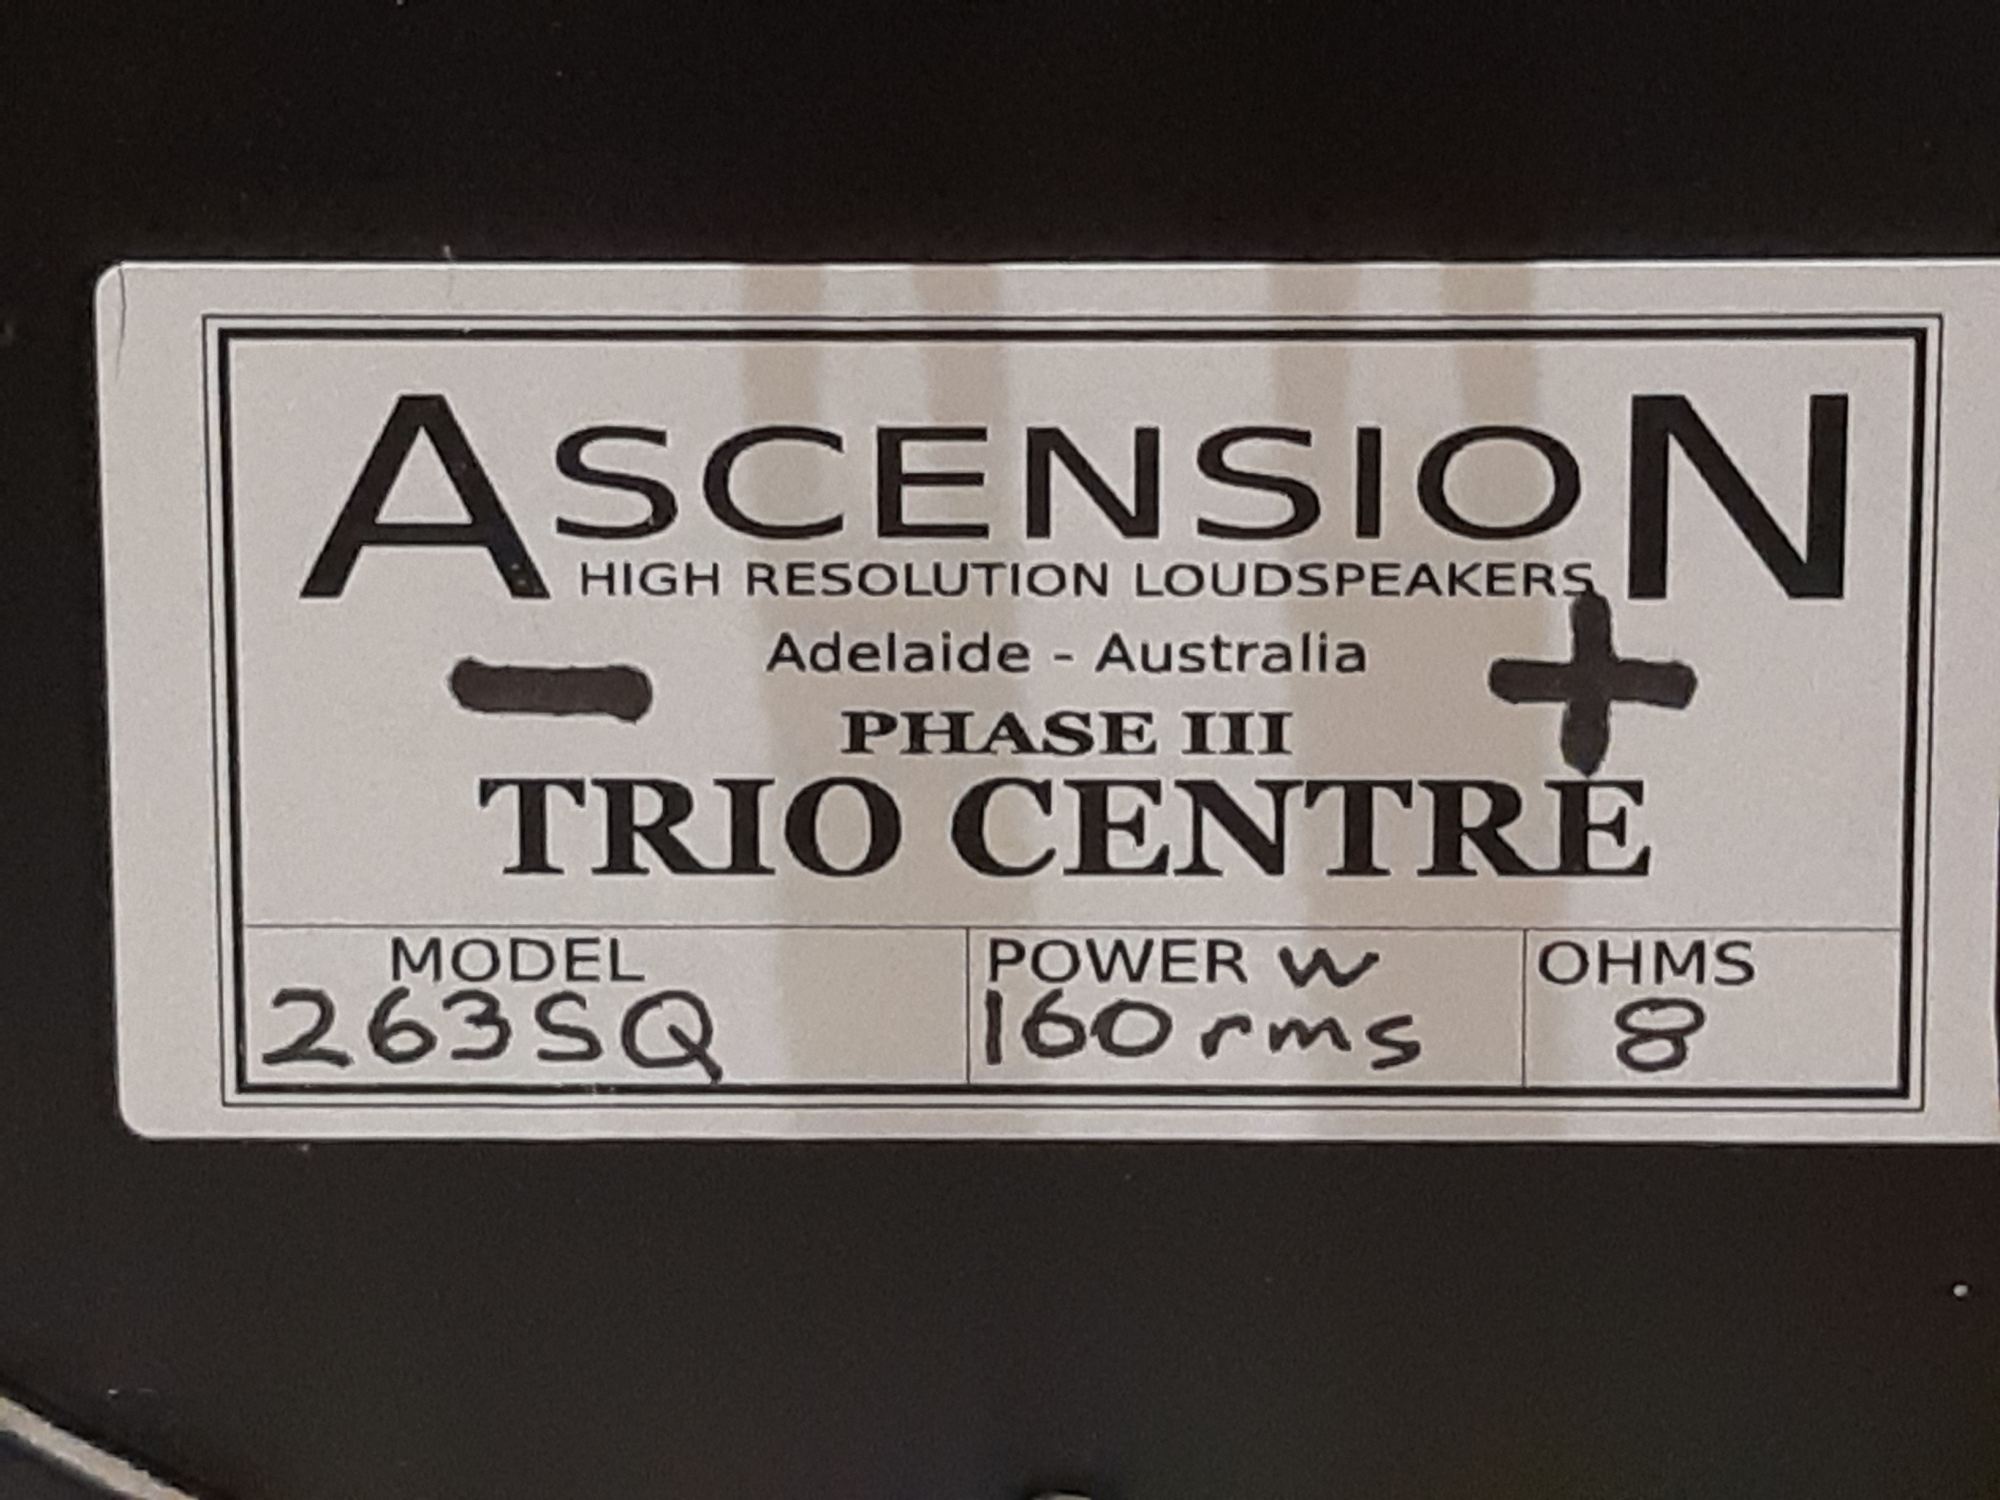 ASCENSION
HIGH RESOLUTION LOUDSPEAKERS
Adelaide - Australia
- +
PHASE III
TRIO CENTRE
MODEL POWER W OHMS
263SQ 160 rms 8